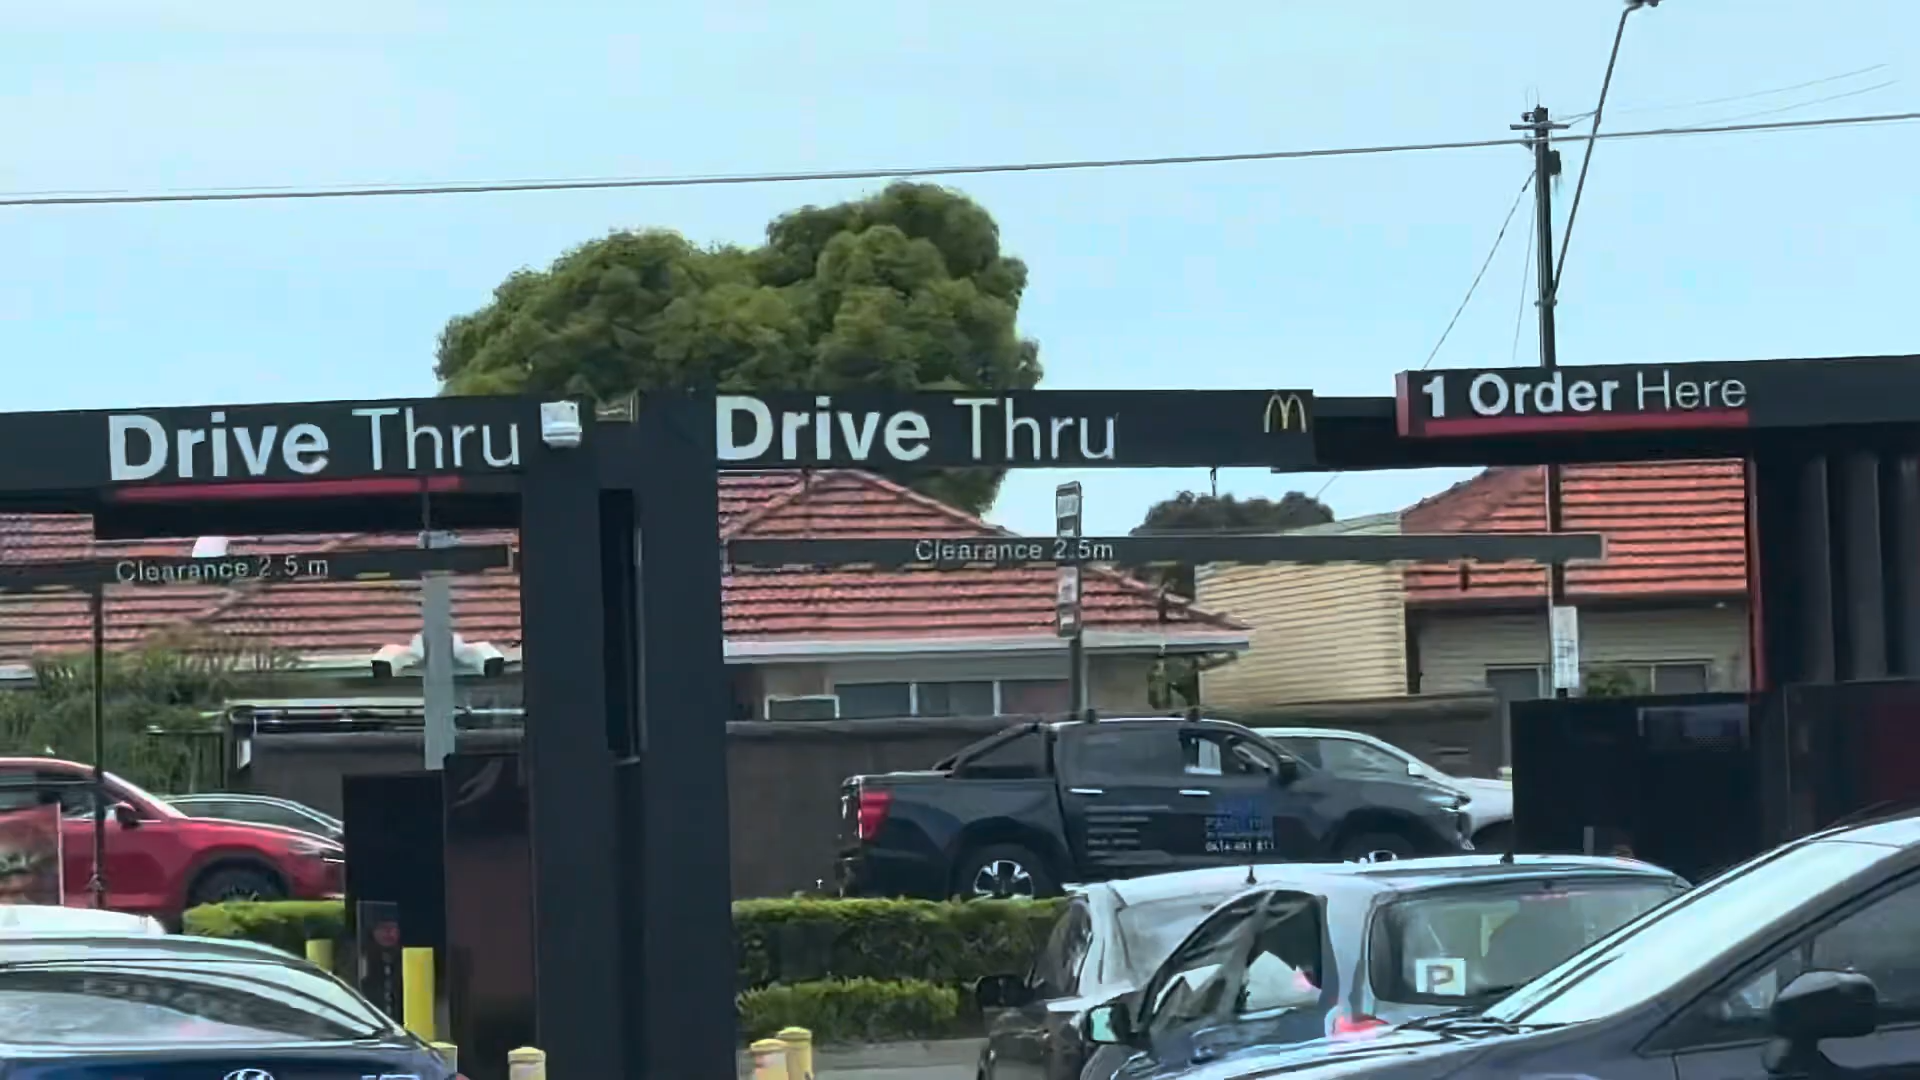 Drive Thru
Drive Thru
1 Order Here
Clearance 2.5 m
Clearance 2.5m
P